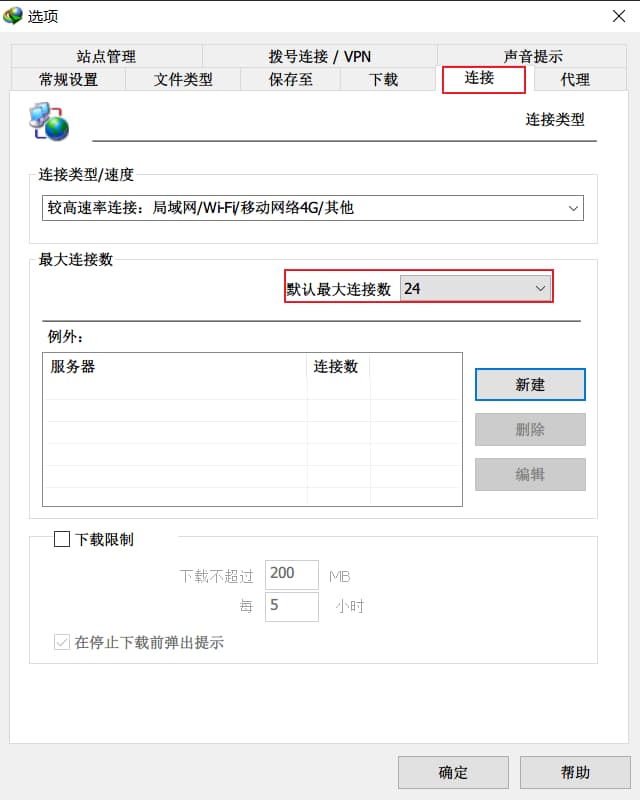 选项
站点管理
拨号连接 / VPN
声音提示
常规设置
文件类型
保存至
下载
连接
代理
连接类型
连接类型/速度
较高速率连接：局域网/Wi-Fi/移动网络4G/其他
最大连接数
默认最大连接数 24
例外：
服务器 连接数
新建
删除
编辑
下载限制
下载不超过 200 MB
每 5 小时
在停止下载前弹出提示
确定
帮助